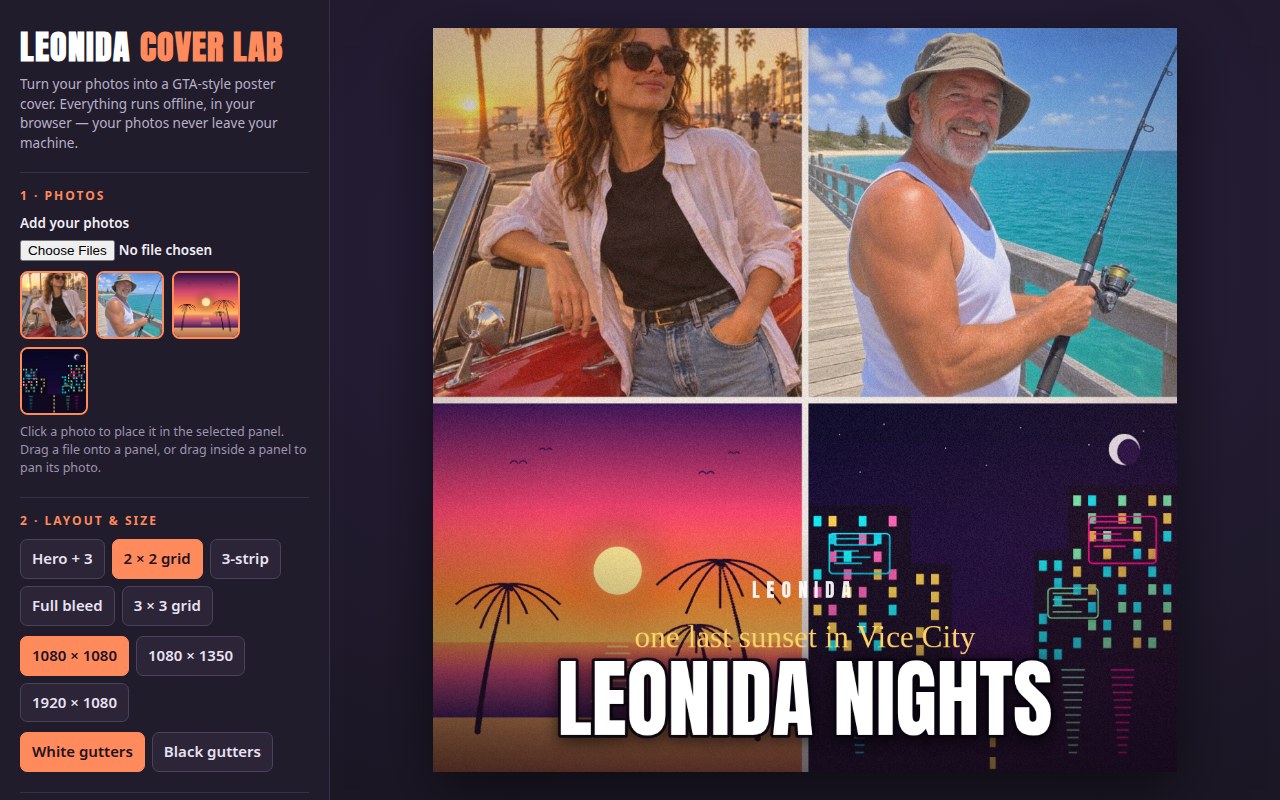 LEONIDA COVER LAB
Turn your photos into a GTA-style poster
cover. Everything runs offline, in your
browser — your photos never leave your
machine.
1 · PHOTOS
Add your photos
Choose Files No file chosen
Click a photo to place it in the selected panel.
Drag a file onto a panel, or drag inside a panel to
pan its photo.
2 · LAYOUT & SIZE
Hero + 3 2 × 2 grid 3-strip
Full bleed 3 × 3 grid
1080 × 1080 1080 × 1350
1920 × 1080
White gutters Black gutters
LEONIDA
one last sunset in Vice City
LEONIDA NIGHTS